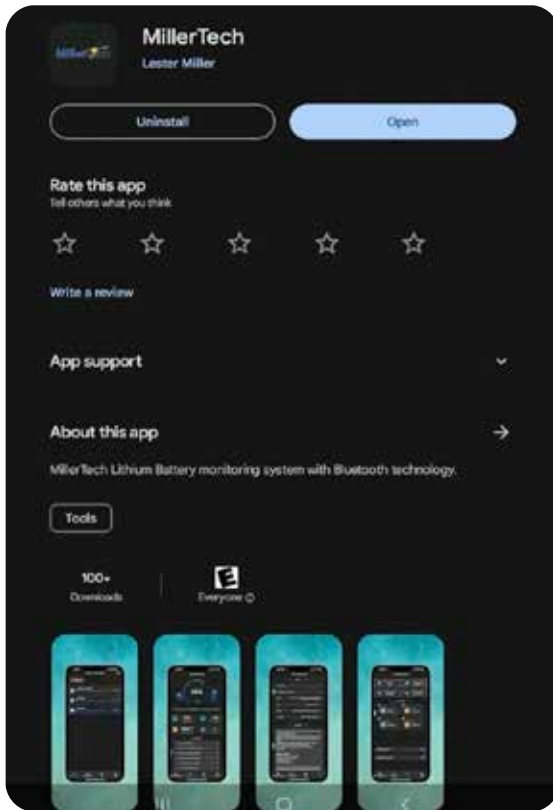 MillerTech
Lester Miller
Uninstall
Open
Rate this app
Tell others what you think
Write a review
App support
About this app
MillerTech Lithium Battery monitoring system with Bluetooth technology.
Tools
100+
Downloads
E
Everyone